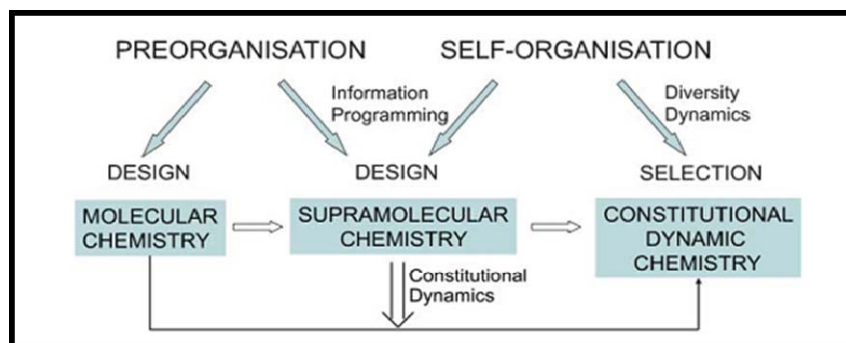 PREORGANISATION
SELF-ORGANISATION
Information
Programming
Diversity
Dynamics
DESIGN
DESIGN
SELECTION
MOLECULAR
CHEMISTRY
SUPRAMOLECULAR
CHEMISTRY
CONSTITUTIONAL
DYNAMIC
CHEMISTRY
Constitutional
Dynamics